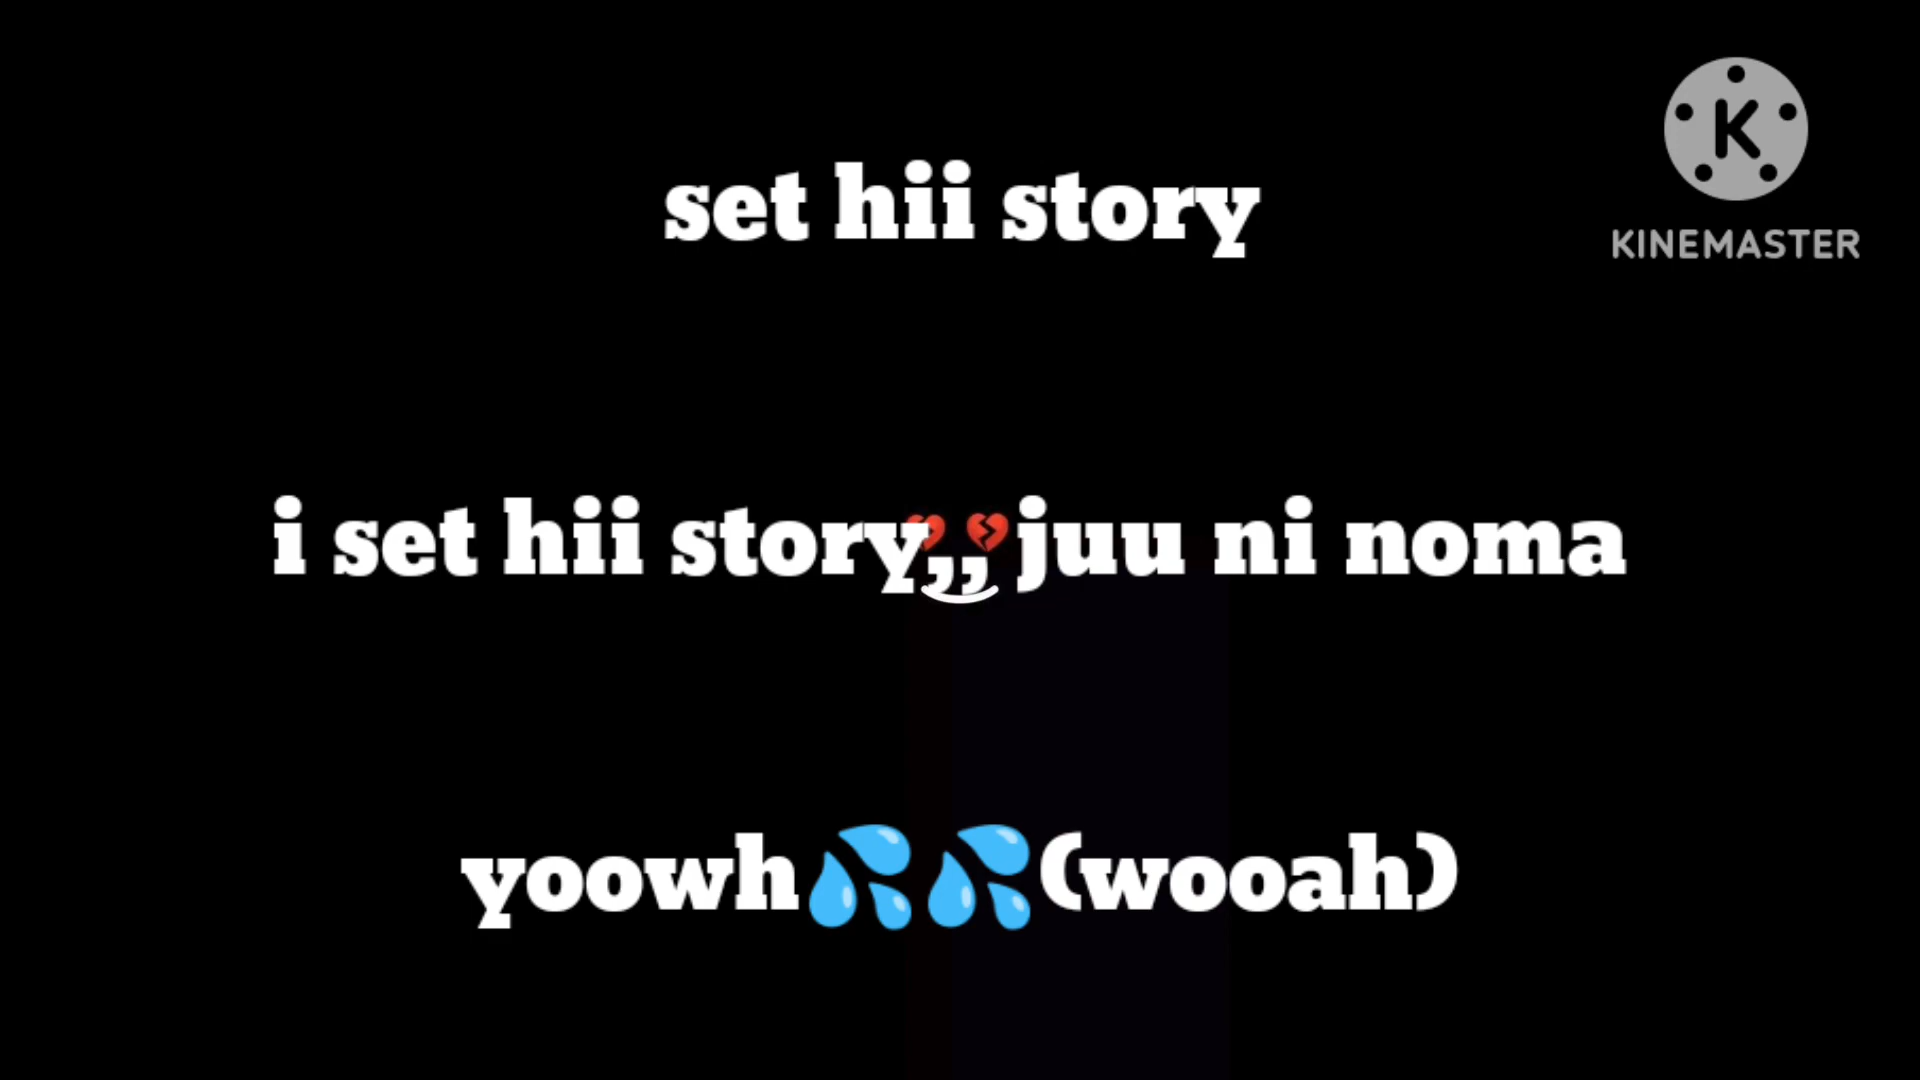 set hii story
K
KINEMASTER
i set hii story,, 💔 💔 juu ni noma
yoowh💦💦(wooah)